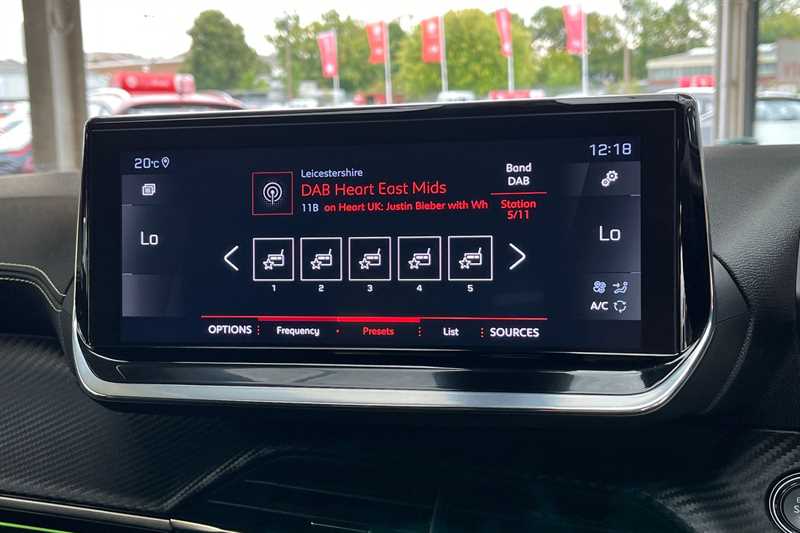 20°C
12:18
Leicestershire
DAB Heart East Mids
11B on Heart UK: Justin Bieber with Wh
Band
DAB
Station
5/11
Lo
Lo
1 2 3 4 5
A/C
OPTIONS Frequency Presets List SOURCES